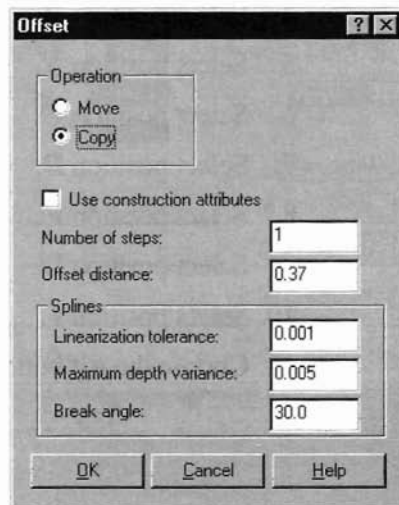 Offset
Operation
Move
Copy
Use construction attributes
Number of steps: 1
Offset distance: 0.37
Splines
Linearization tolerance: 0.001
Maximum depth variance: 0.005
Break angle: 30.0
OK Cancel Help